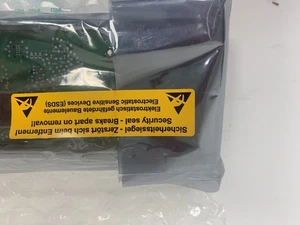 Sicherheitssiegel - Zerstört sich beim Entfernen!
Security seal - Breaks apart on removal!
Elektrostatisch gefährdete Bauelemente
Electrostatic Sensitive Devices (ESDS)